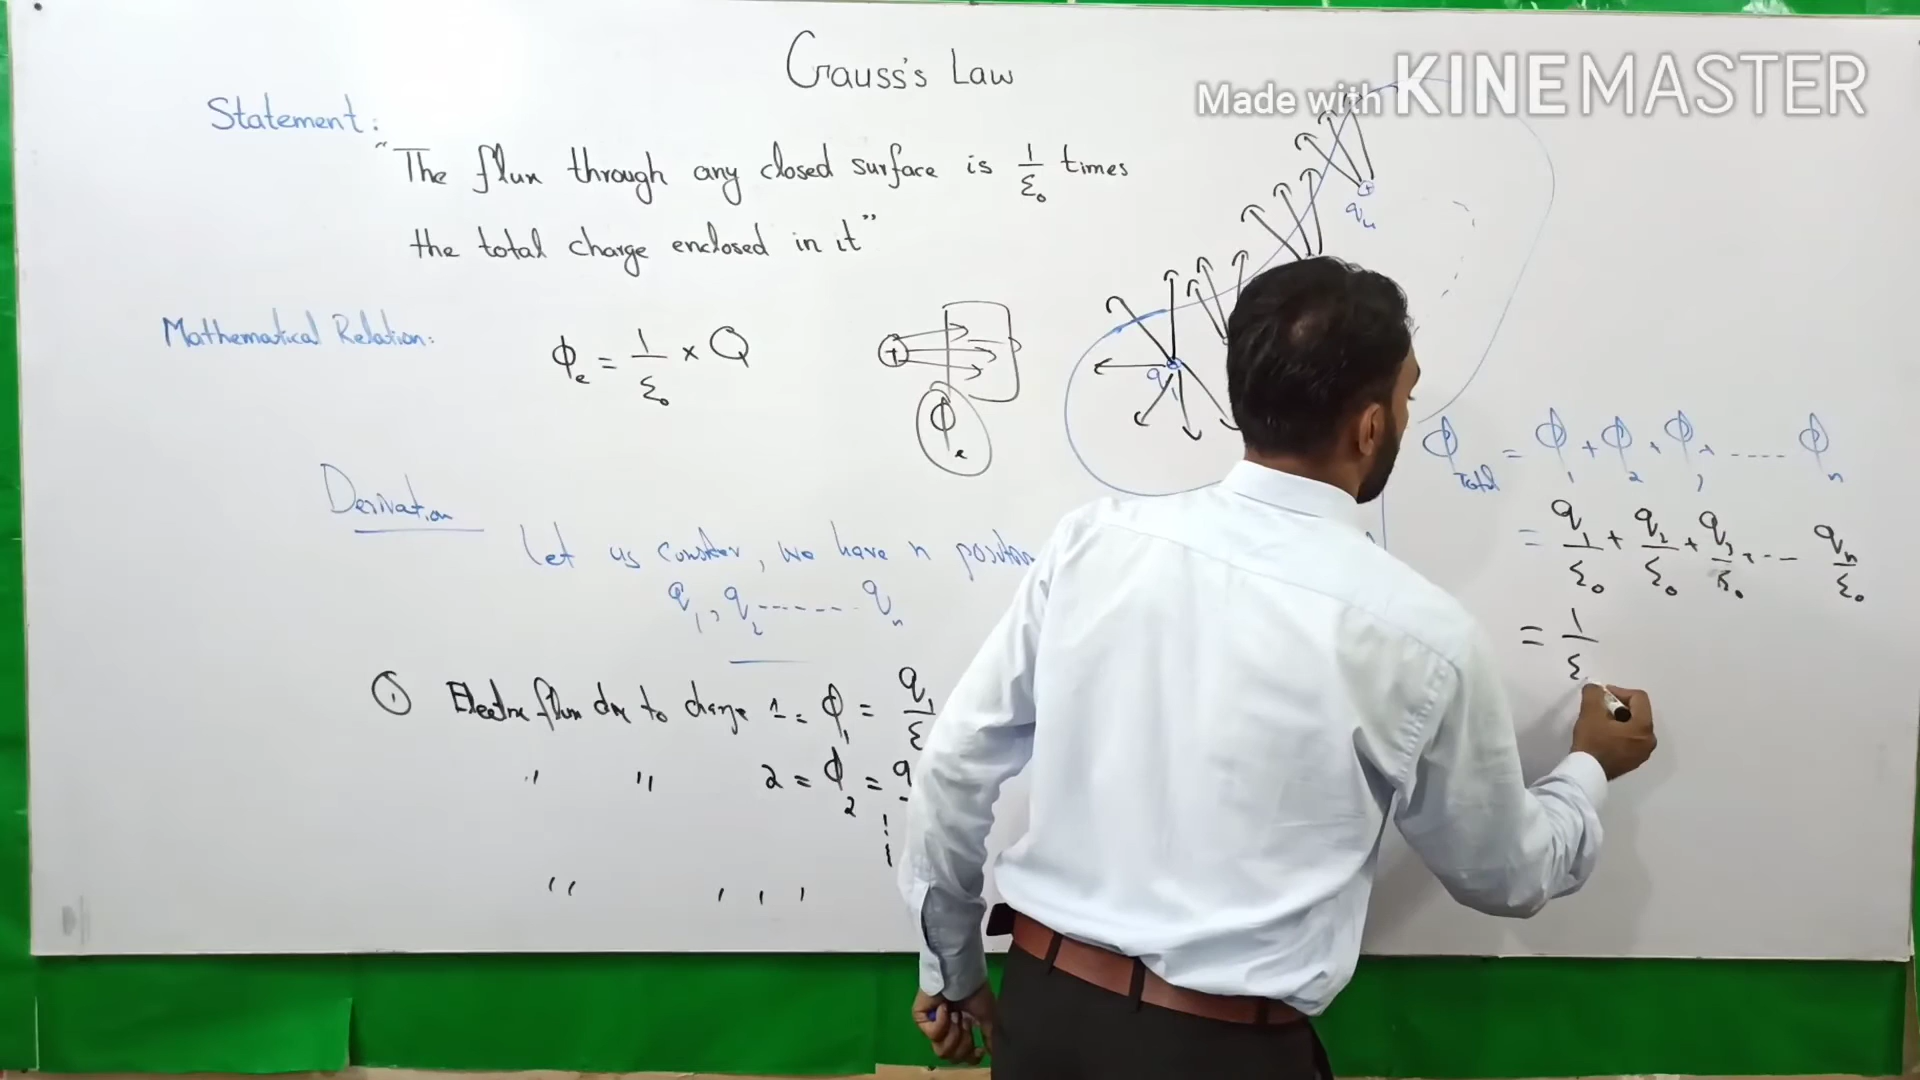 Gauss's Law
Made with KINEMASTER
Statement:
"The flux through any closed surface is 1/ε₀ times
the total charge enclosed in it"
Mathematical Relation:
ϕₑ = 1/ε₀ × Q
+
ϕₑ
q₁
qₙ
Derivation
Let us consider, we have n
q₁, q₂ ------- qₙ
① Electric flux due to charge 1 = ϕ₁ = q₁/ε
" " 2 = ϕ₂ = q
ϕ Total = ϕ₁ + ϕ₂ + ϕ₃ + ---- ϕₙ
= q₁/ε₀ + q₂/ε₀ + q₃/ε₀ + --- qₙ/ε₀
= 1/ε